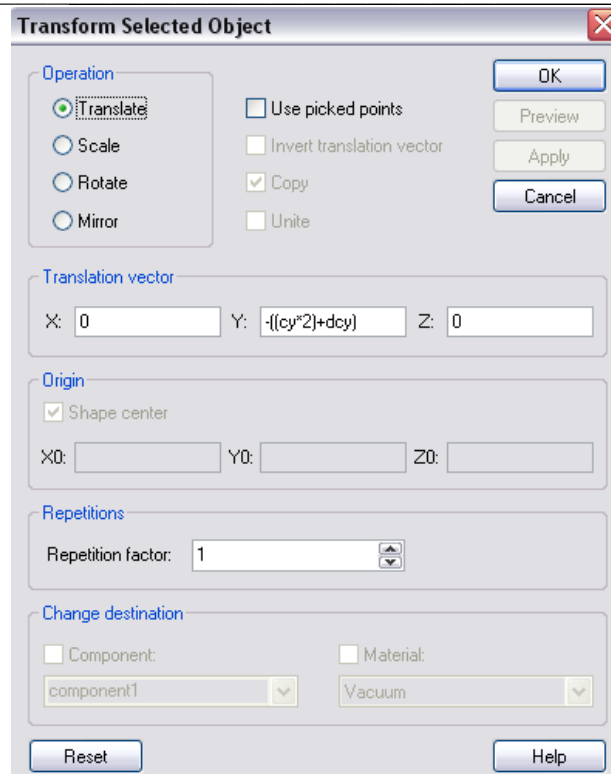 Transform Selected Object
Operation
Translate
Scale
Rotate
Mirror
Use picked points
Invert translation vector
Copy
Unite
OK
Preview
Apply
Cancel
Translation vector
X: 0 Y: -((cy*2)+dcy) Z: 0
Origin
Shape center
X0: Y0: Z0:
Repetitions
Repetition factor: 1
Change destination
Component: Material:
component1 Vacuum
Reset Help